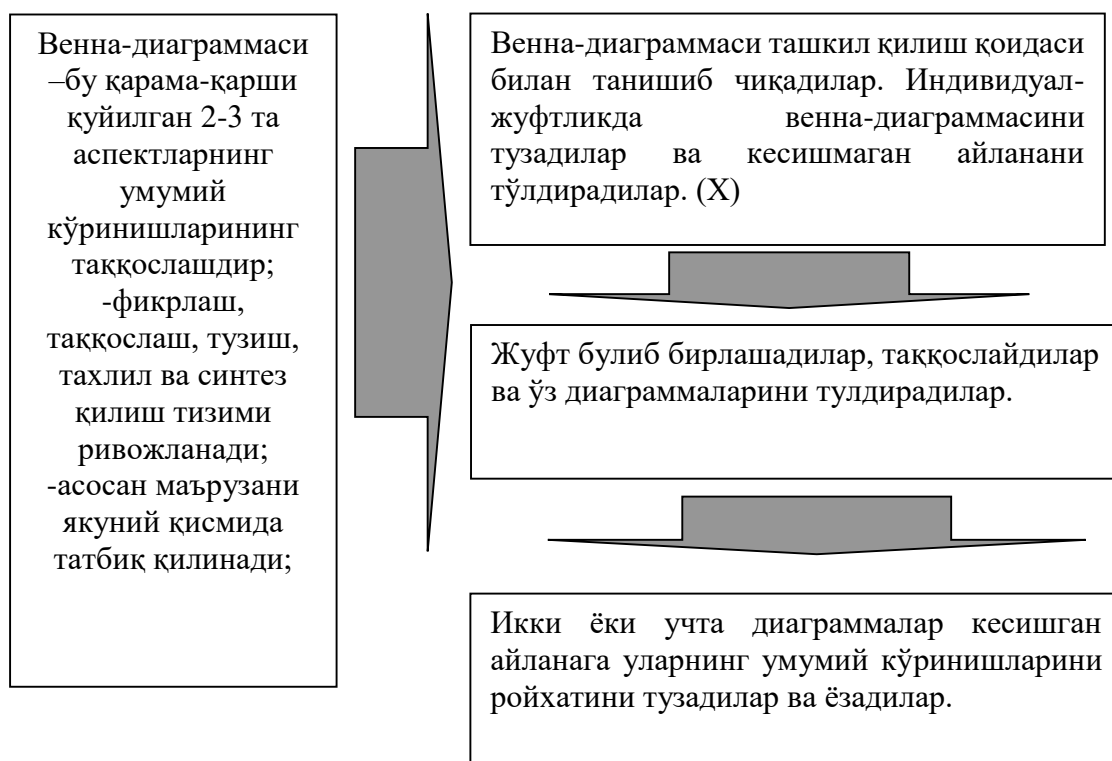 Венна-диаграммаси
–бу қарама-қарши
қуйилган 2-3 та
аспектларнинг
умумий
кўринишларининг
таққослашдир;
-фикрлаш,
таққослаш, тузиш,
тахлил ва синтез
қилиш тизими
ривожланади;
-асосан маърузани
якуний қисмида
татбиқ қилинади;
Венна-диаграммаси ташкил қилиш қоидаси
билан танишиб чиқадилар. Индивидуал-
жуфтликда венна-диаграммасини
тузадилар ва кесишмаган айланани
тўлдирадилар. (Х)
Жуфт булиб бирлашадилар, таққослайдилар
ва ўз диаграммаларини тулдирадилар.
Икки ёки учта диаграммалар кесишган
айланага уларнинг умумий кўринишларини
ройхатини тузадилар ва ёзадилар.